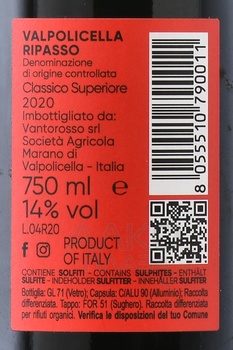 VALPOLICELLA
RIPASSO
Denominazione
di origine controllata
Classico Superiore
2020
Imbottigliato da:
Vantorosso srl
Società Agricola
Marano di
Valpolicella - Italia
750 ml e
14% vol
L.04R20
PRODUCT
OF ITALY
8 055510 790011
CONTIENE SOLFITI - CONTAINS SULPHITES - ENTHÄLT
SULFITE - INDEHOLDER SULFITTER - INNEHÅLLER SULFITER
Bottiglia: GL 71 (Vetro); Capsula: C/ALU 90 (Alluminio); Raccolta
differenziata. Tappo: FOR 51 (Sughero). Raccolta differenziata
per rifiuti organici. Verifica le disposizioni del tuo Comune